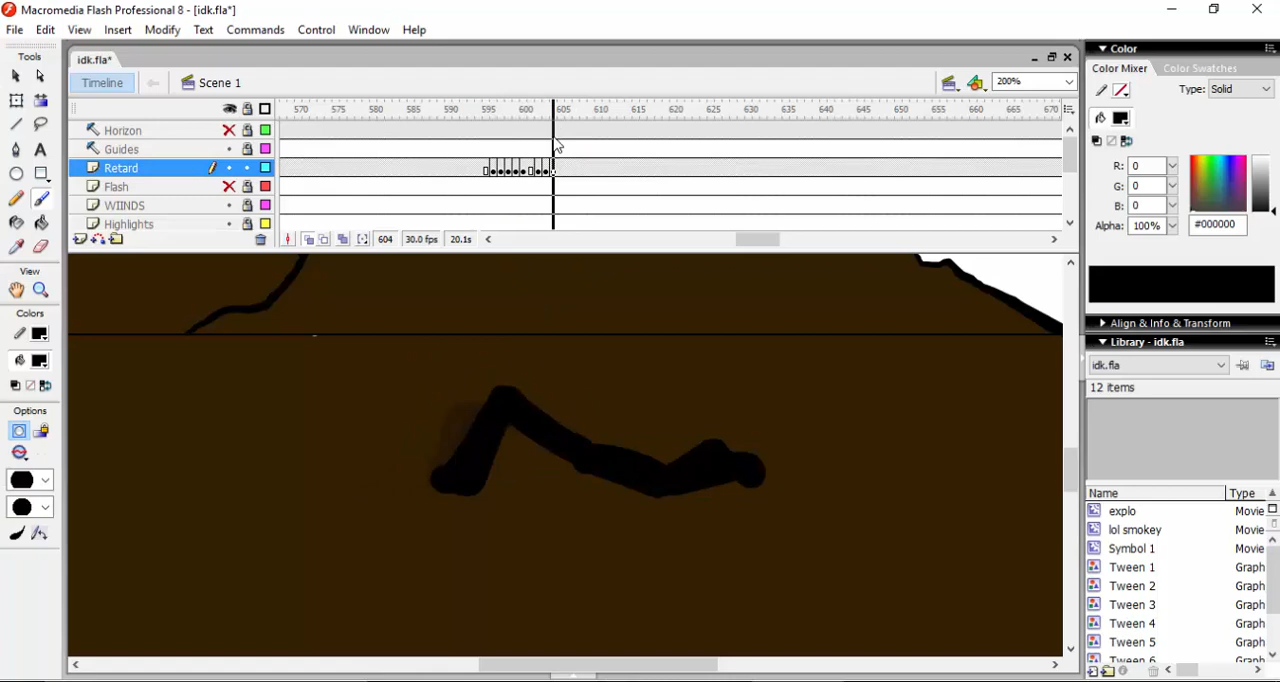 Macromedia Flash Professional 8 - [idk.fla*]
File Edit View Insert Modify Text Commands Control Window Help
Tools
View
Colors
Options
idk.fla*
Timeline Scene 1 200%
570 575 580 585 590 595 600 605 610 615 620 625 630 635 640 645 650 655 660 665 670
Horizon
Guides
Retard
Flash
WIINDS
Highlights
604 30.0 fps 20.1s
Color
Color Mixer Color Swatches
Type: Solid
R: 0
G: 0
B: 0
Alpha: 100% #000000
Align & Info & Transform
Library - idk.fla
idk.fla
12 items
Name Type
explo Movie
lol smokey Movie
Symbol 1 Movie
Tween 1 Graph
Tween 2 Graph
Tween 3 Graph
Tween 4 Graph
Tween 5 Graph
Tween 6 Graph